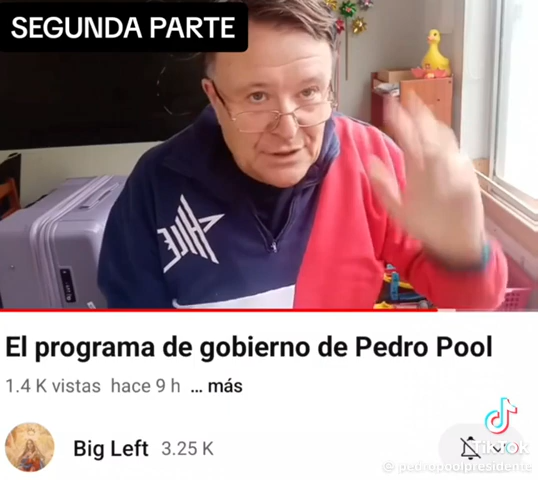 SEGUNDA PARTE
CHILE
El programa de gobierno de Pedro Pool
1.4 K vistas hace 9 h ... más
Big Left 3.25 K
TikTok
@ pedropoolpresidente